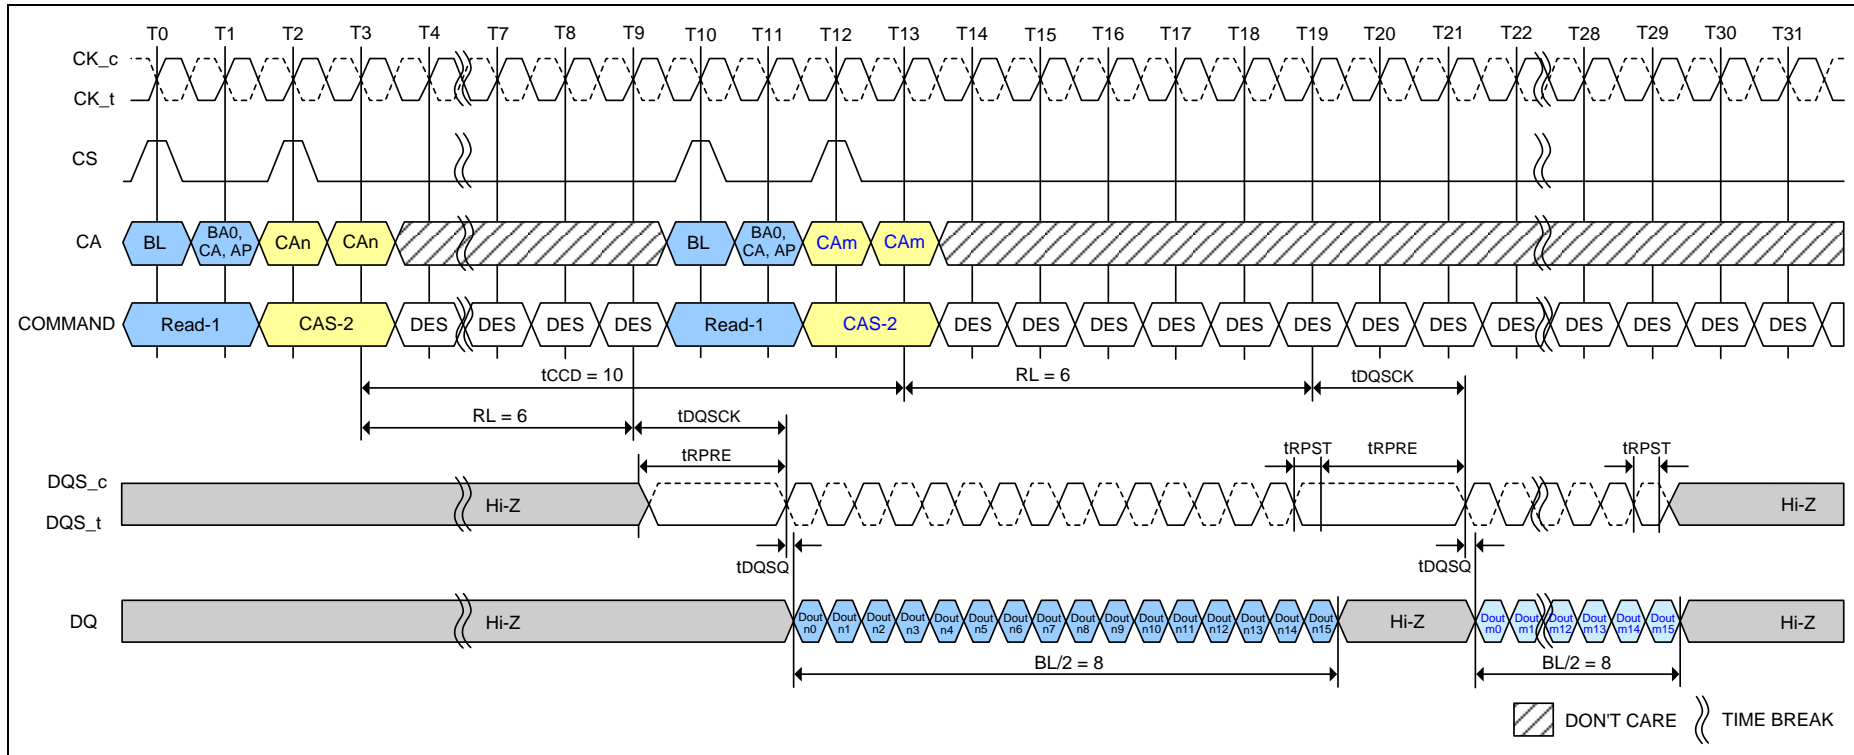 T0 T1 T2 T3 T4 T7 T8 T9 T10 T11 T12 T13 T14 T15 T16 T17 T18 T19 T20 T21 T22 T28 T29 T30 T31
CK_c
CK_t
CS
CA BL BA0, CA, AP CAn CAn BL BA0, CA, AP CAm CAm
COMMAND Read-1 CAS-2 DES DES DES DES Read-1 CAS-2 DES DES DES DES DES DES DES DES DES DES DES DES DES
tCCD = 10 RL = 6 tDQSCK
RL = 6 tDQSCK
tRPRE tRPST tRPRE tRPST
DQS_c
Hi-Z Hi-Z
DQS_t
tDQSQ tDQSQ
DQ Hi-Z Dout n0 Dout n1 Dout n2 Dout n3 Dout n4 Dout n5 Dout n6 Dout n7 Dout n8 Dout n9 Dout n10 Dout n11 Dout n12 Dout n13 Dout n14 Dout n15 Hi-Z Dout m0 Dout m1 Dout m12 Dout m13 Dout m14 Dout m15 Hi-Z
BL/2 = 8 BL/2 = 8
DON'T CARE TIME BREAK